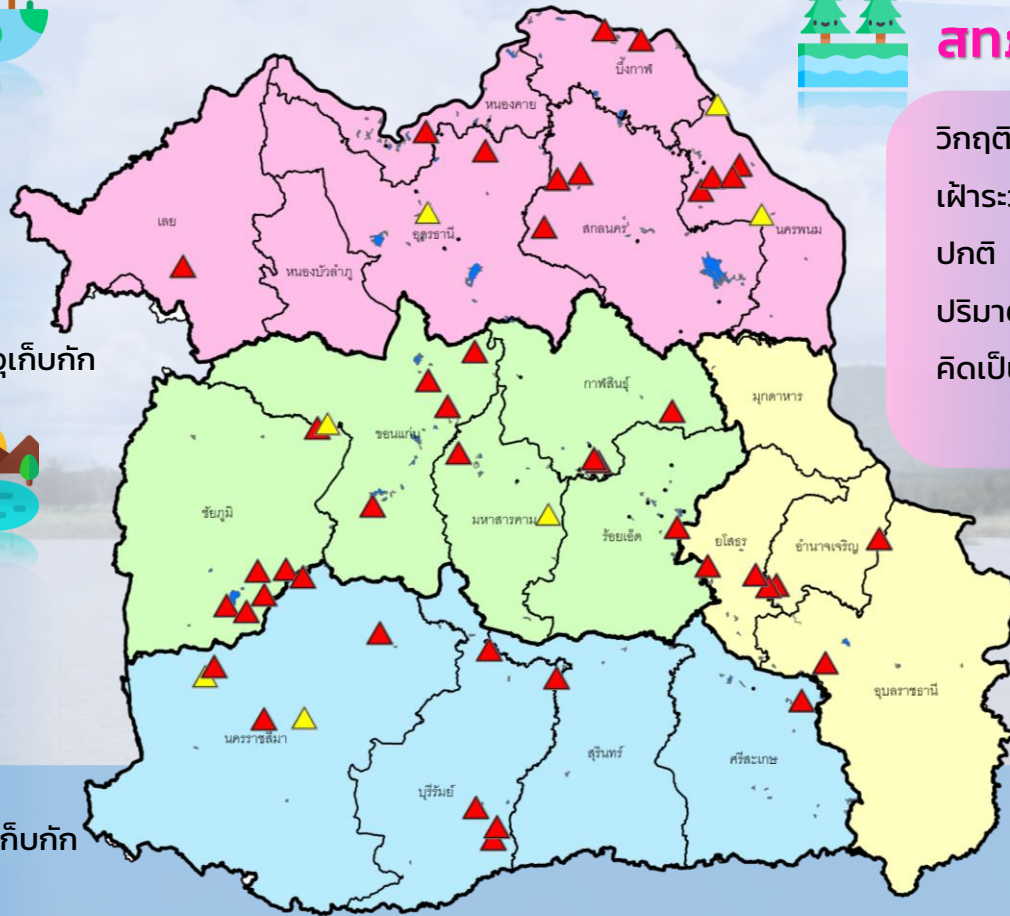 สทภ
วิกฤติ
เฝ้าระว
ปกติ
ปริมาต
คิดเป็น
บึงกาฬ
หนองคาย
เลย
อุดรธานี
สกลนคร
นครพนม
หนองบัวลำภู
ุเก็บกัก
กาฬสินธุ์
มุกดาหาร
ขอนแก่น
ชัยภูมิ
มหาสารคาม
ร้อยเอ็ด
ยโสธร
อำนาจเจริญ
อุบลราชธานี
นครราชสีมา
สุรินทร์
ศรีสะเกษ
บุรีรัมย์
ก็บกัก